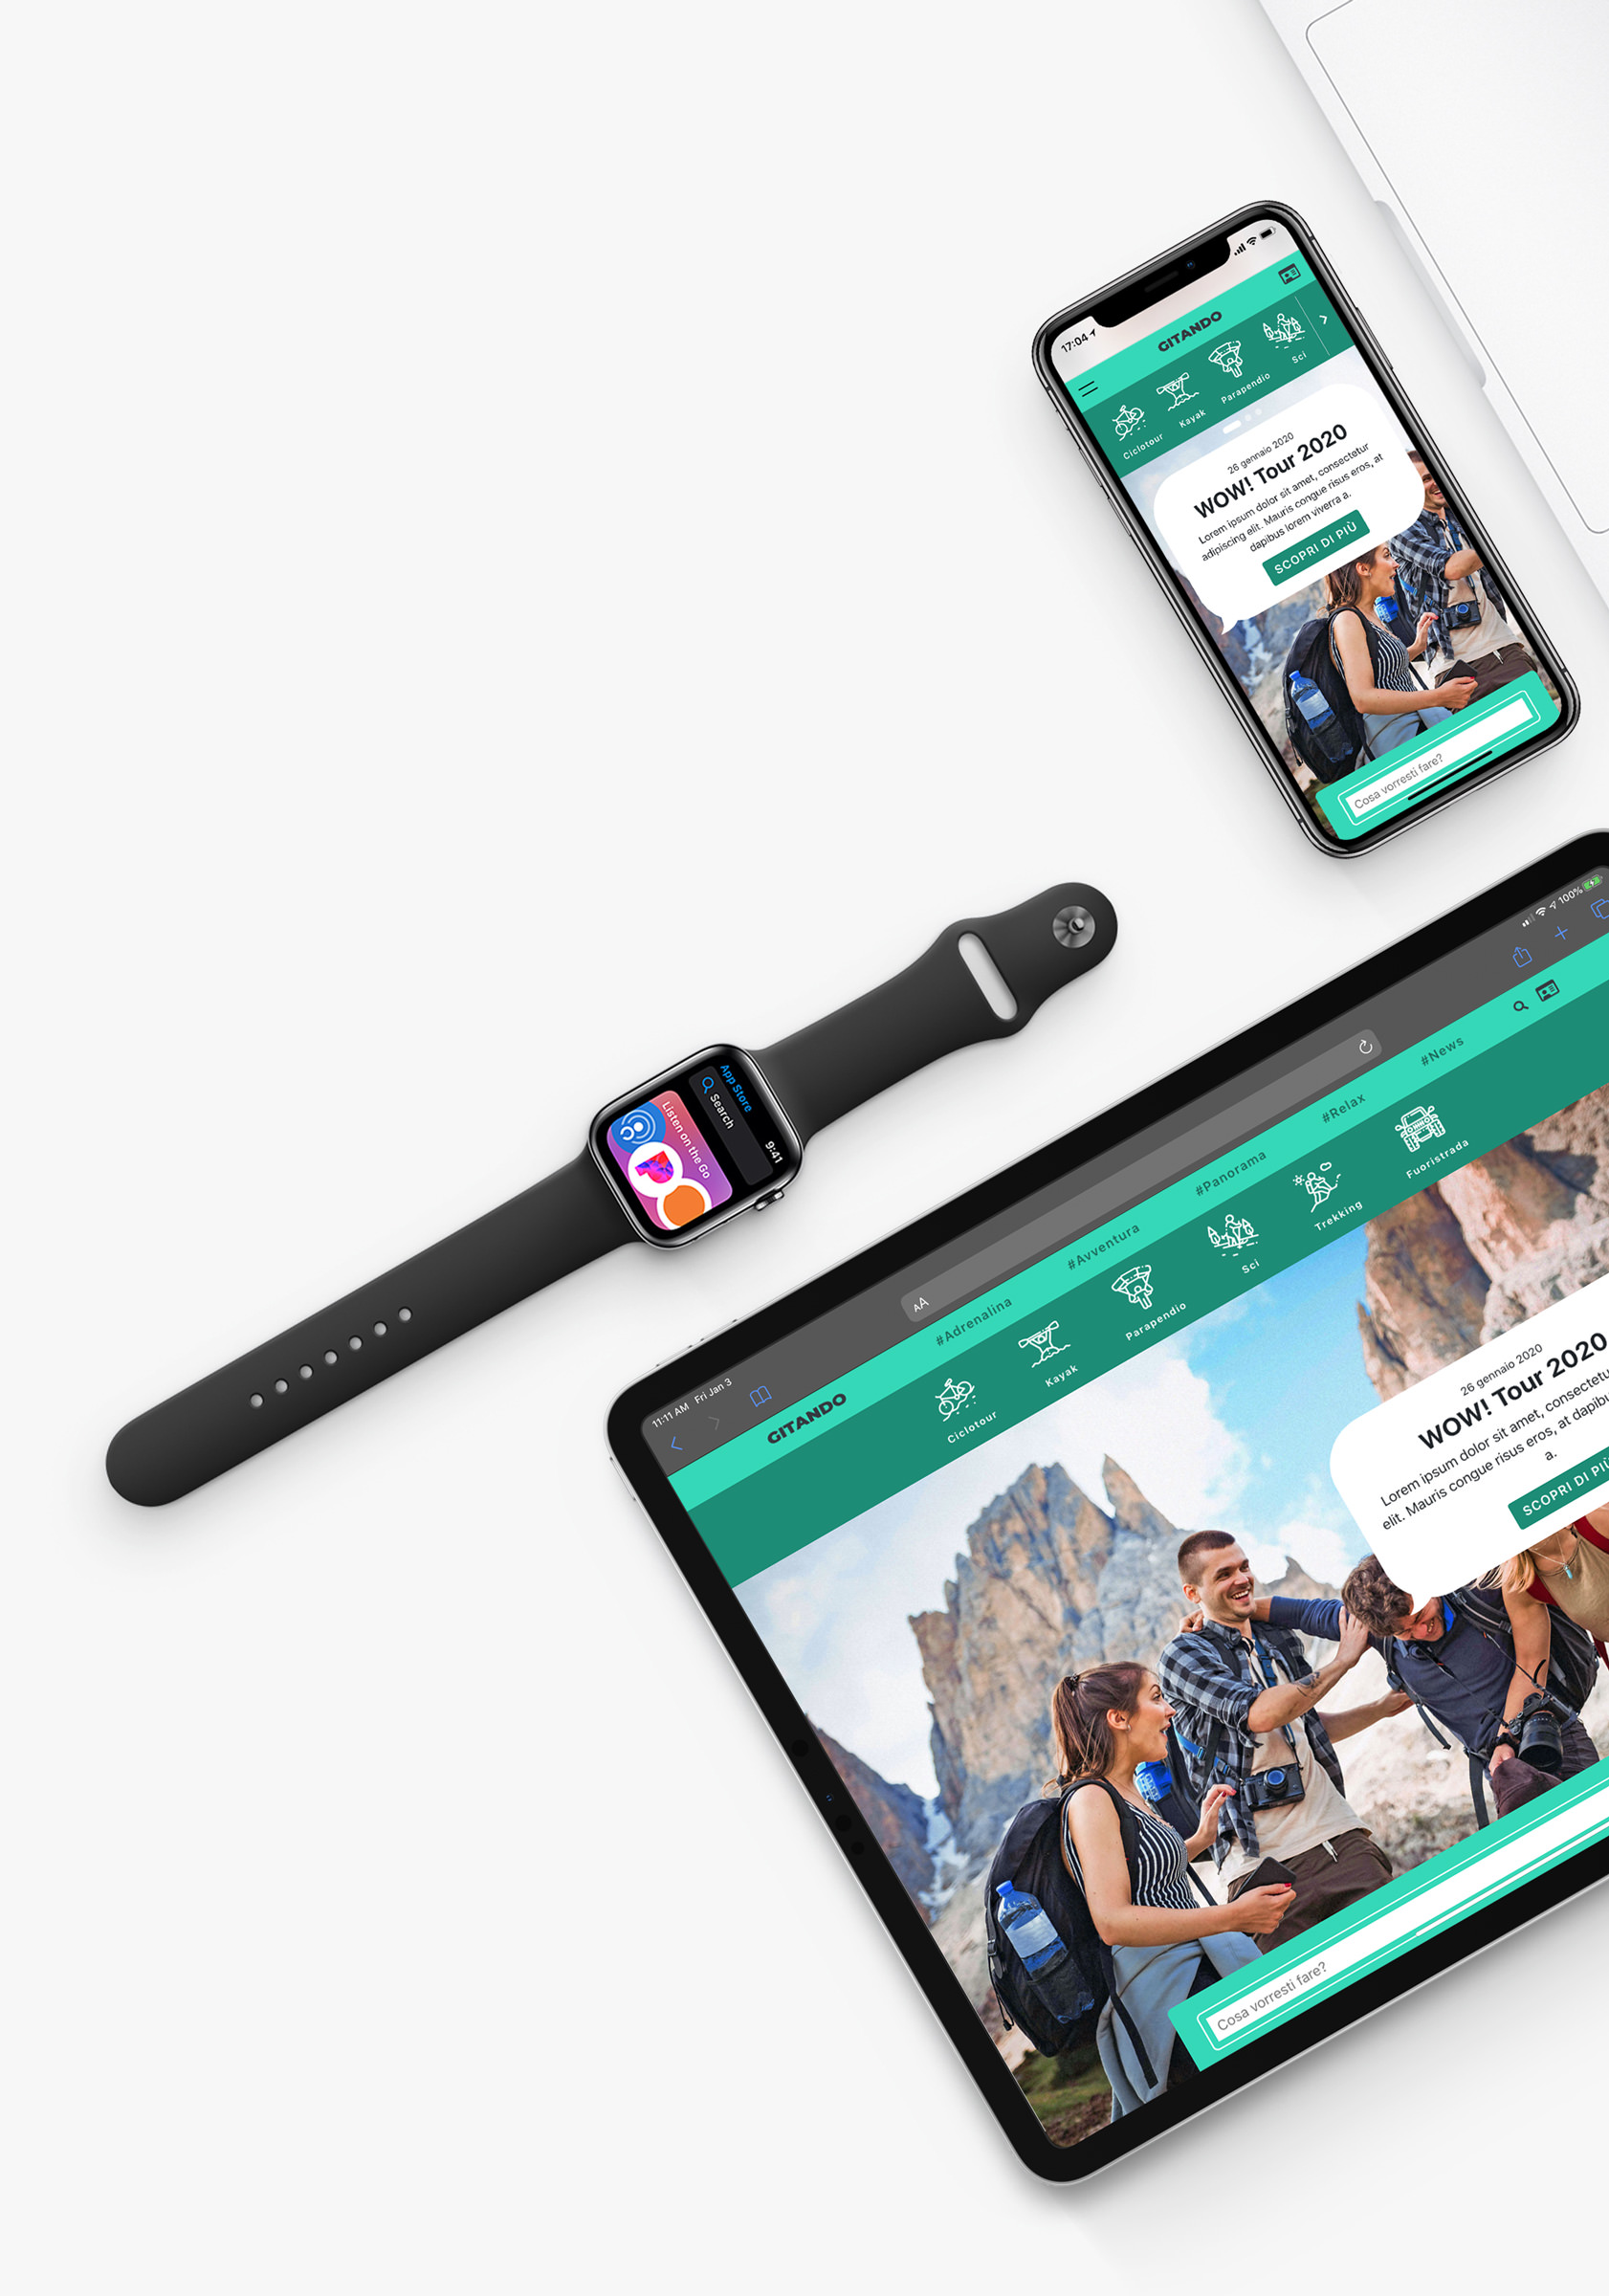 17:04
GITANDO
Ciclotour
Kayak
Parapendio
Sci
26 gennaio 2020
WOW! Tour 2020
Lorem ipsum dolor sit amet, consectetur
adipiscing elit. Mauris congue risus eros, at
dapibus lorem viverra a.
SCOPRI DI PIÙ
Cosa vorresti fare?
App Store
9:41
Search
Listen on the Go
11:11 AM Fri Jan 3
100%
AA
GITANDO
#Adrenalina
#Avventura
#Panorama
#Relax
#News
Ciclotour
Kayak
Parapendio
Sci
Trekking
Fuoristrada
26 gennaio 2020
WOW! Tour 2020
Lorem ipsum dolor sit amet, consectetu
elit. Mauris congue risus eros, at dapibu
a.
SCOPRI DI PIÙ
Cosa vorresti fare?